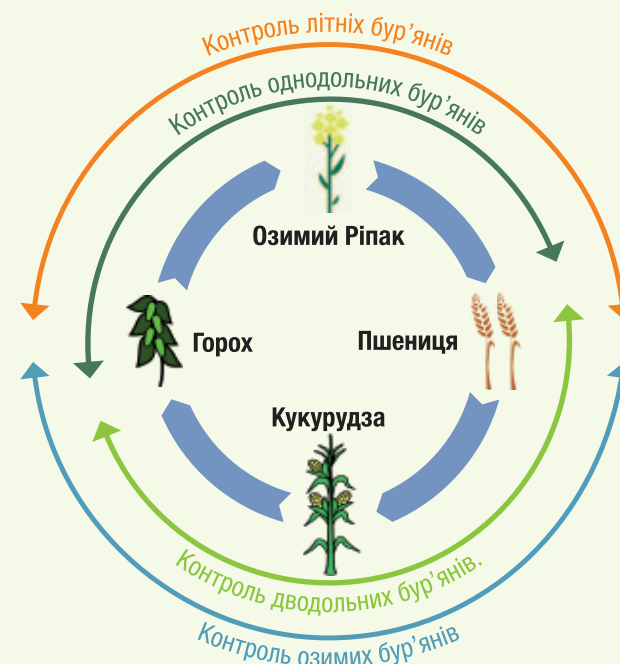 Контроль літніх бур’янів
Контроль однодольних бур’янів
Озимий Ріпак
Горох
Пшениця
Кукурудза
Контроль дводольних бур’янів.
Контроль озимих бур’янів